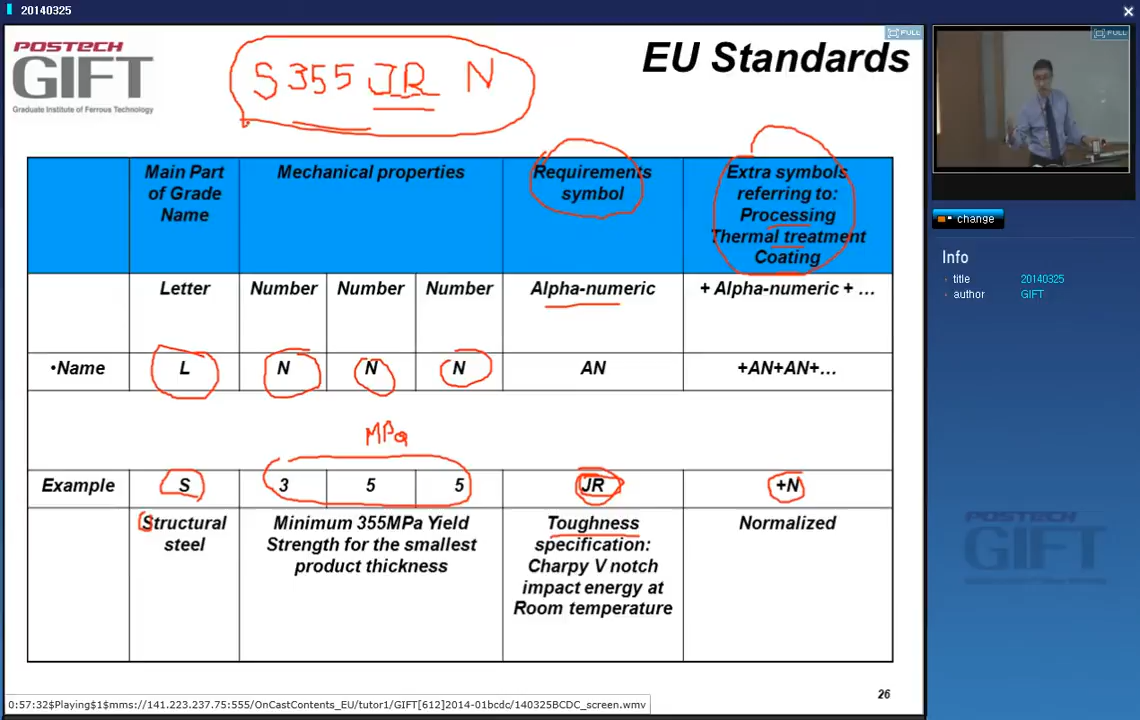 20140325
POSTECH
GIFT
Graduate Institute of Ferrous Technology
S355 JR N
EU Standards
FULL
FULL
Main Part of Grade Name
Mechanical properties
Requirements symbol
Extra symbols referring to: Processing Thermal treatment Coating
Letter
Number
Number
Number
Alpha-numeric
+ Alpha-numeric + ...
•Name
L
N
N
N
AN
+AN+AN+...
MPa
Example
S
3
5
5
JR
+N
Structural steel
Minimum 355MPa Yield Strength for the smallest product thickness
Toughness specification: Charpy V notch impact energy at Room temperature
Normalized
26
change
Info
title 20140325
author GIFT
POSTECH
GIFT
0:57:32$Playing$1$mms://141.223.237.75:555/OnCastContents_EU/tutor1/GIFT[612]2014-01bcdc/140325BCDC_screen.wmv